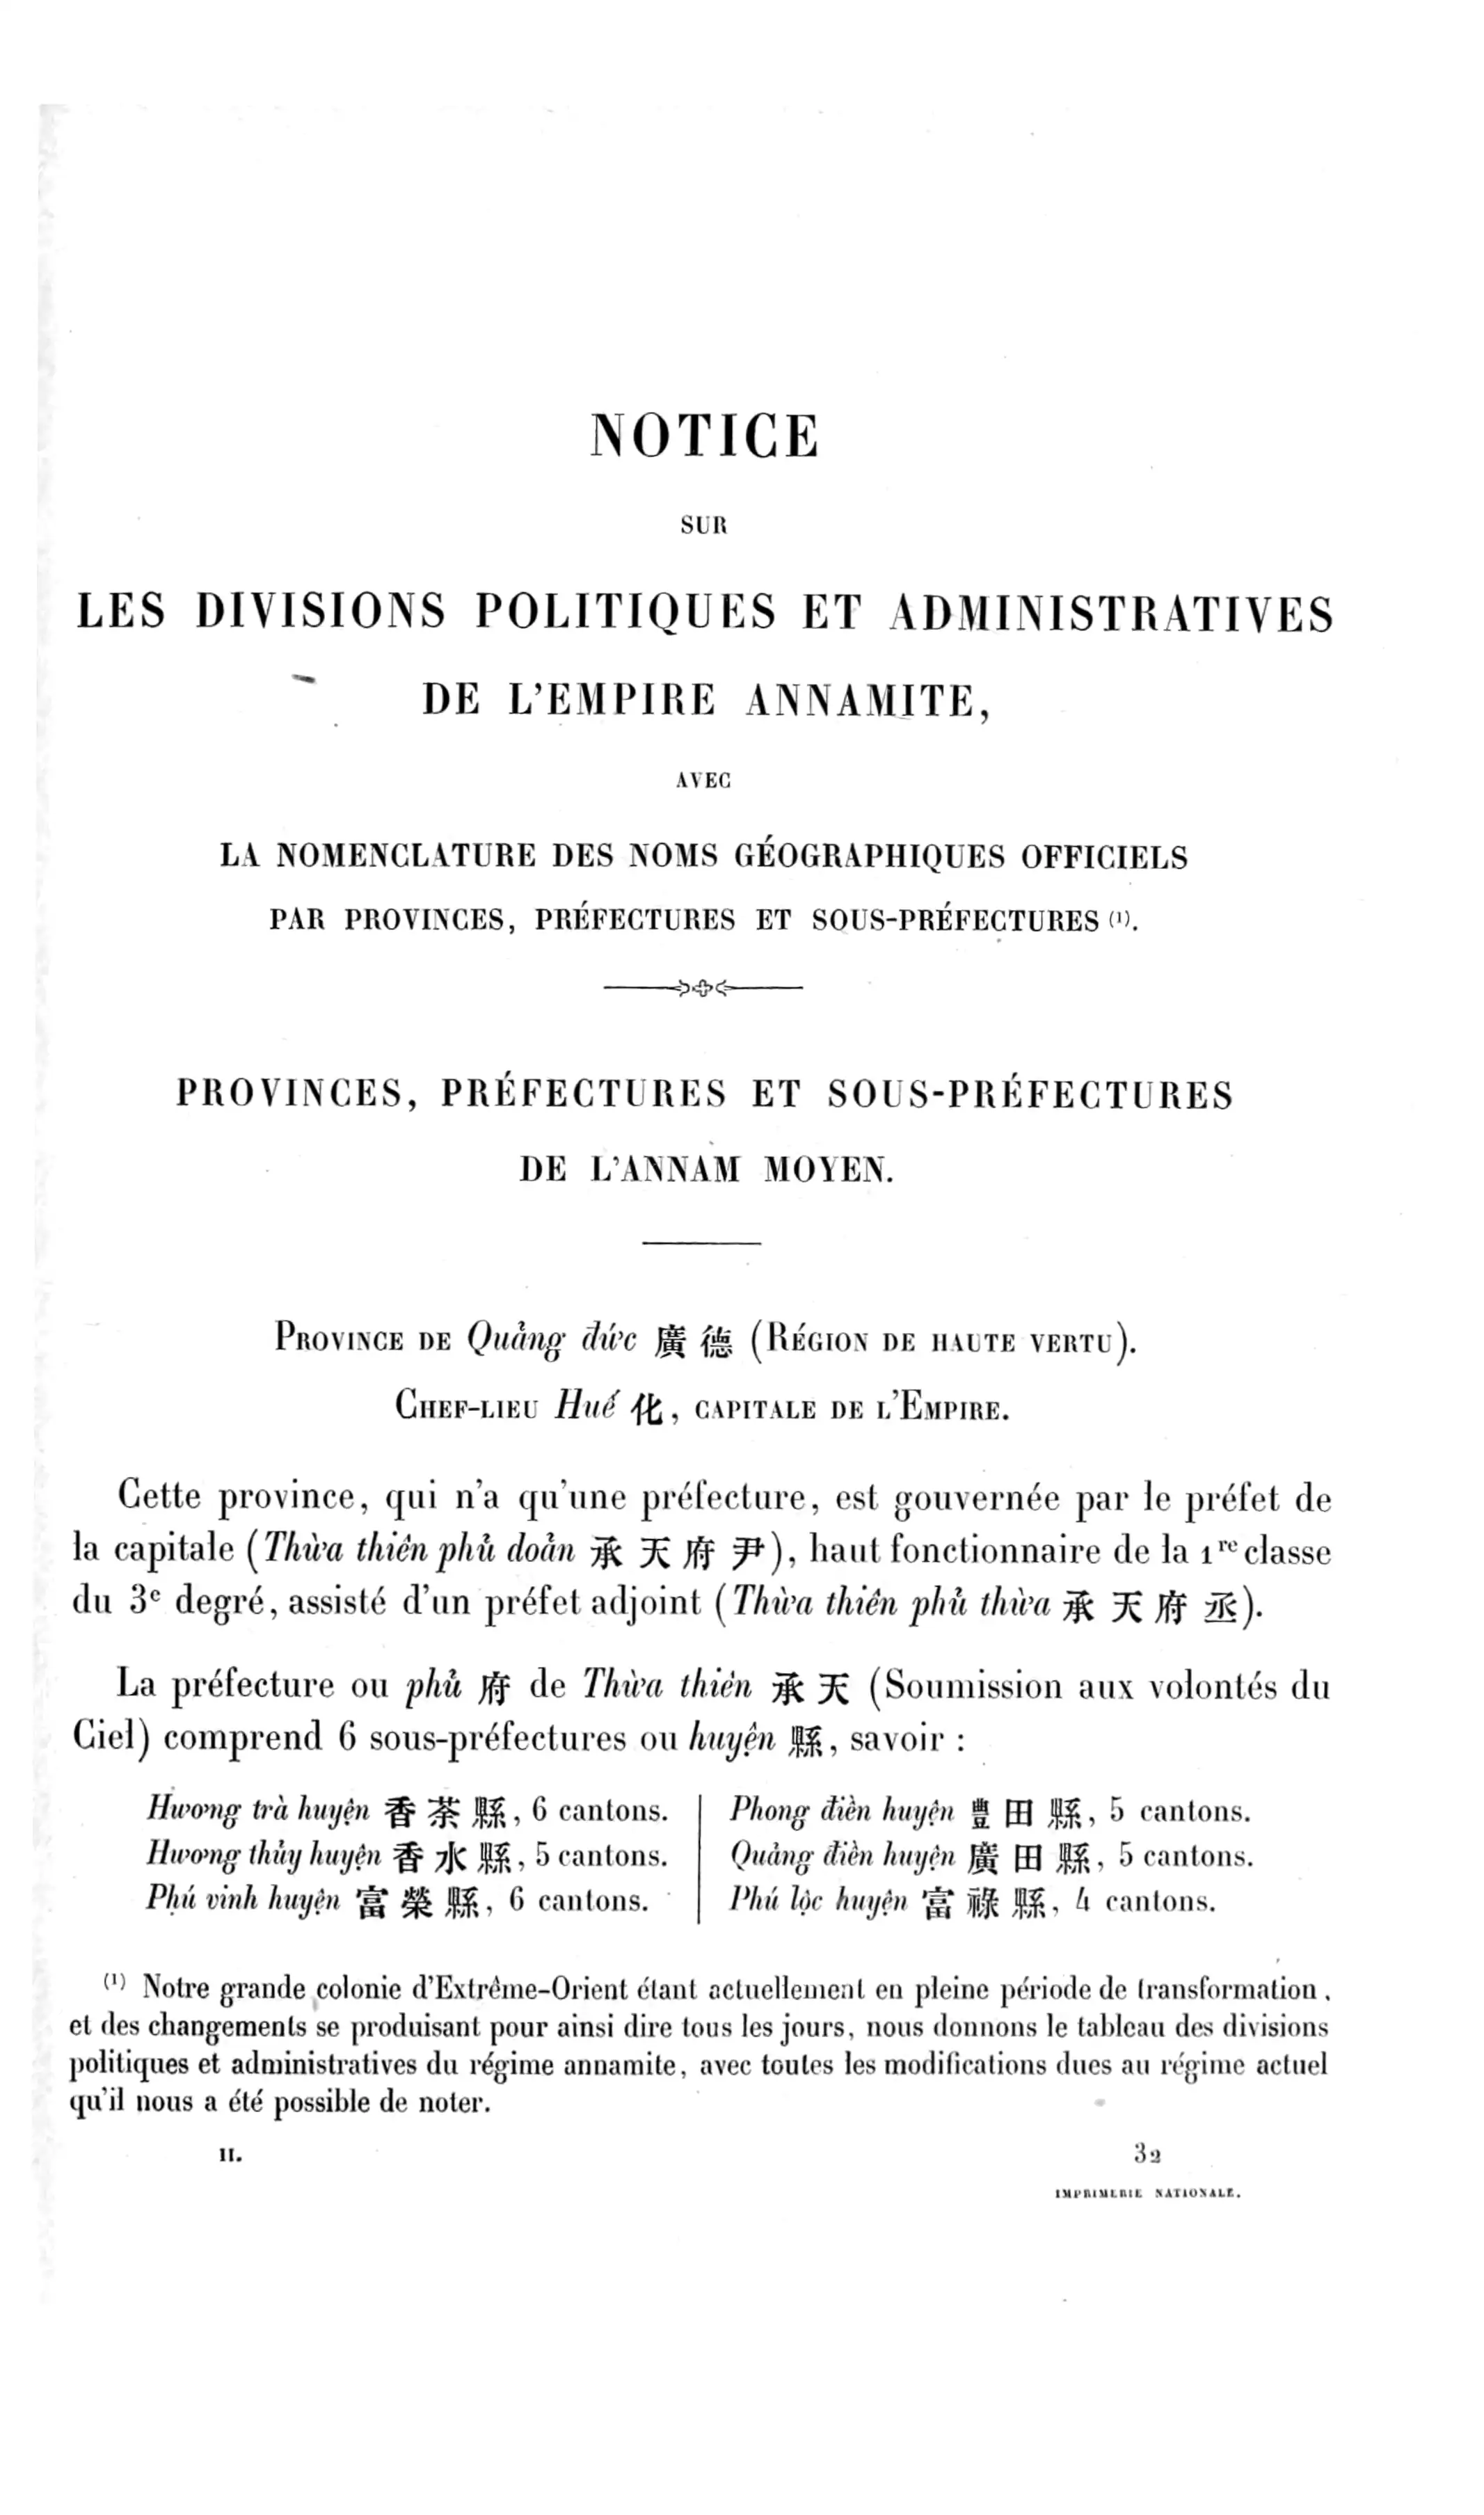 NOTICE
SUR
LES DIVISIONS POLITIQUES ET ADMINISTRATIVES
DE L'EMPIRE ANNAMITE,
AVEC
LA NOMENCLATURE DES NOMS GÉOGRAPHIQUES OFFICIELS
PAR PROVINCES, PRÉFECTURES ET SOUS-PRÉFECTURES (1).
PROVINCES, PRÉFECTURES ET SOUS-PRÉFECTURES
DE L'ANNAM MOYEN.
PROVINCE DE Quảng đức 廣 德 (RÉGION DE HAUTE VERTU).
CHEF-LIEU Hué 化, CAPITALE DE L'EMPIRE.
Cette province, qui n'a qu'une préfecture, est gouvernée par le préfet de
la capitale (Thừa thiên phủ doản 承 天 府 尹), haut fonctionnaire de la 1re classe
du 3e degré, assisté d'un préfet adjoint (Thừa thiên phủ thừa 承 天 府 丞).
La préfecture ou phủ 府 de Thừa thiên 承 天 (Soumission aux volontés du
Ciel) comprend 6 sous-préfectures ou huyện 縣, savoir :
Hương trà huyện 香 茶 縣, 6 cantons.
Hương thủy huyện 香 水 縣, 5 cantons.
Phú vinh huyện 富 榮 縣, 6 cantons.
Phong điền huyện 豊 田 縣, 5 cantons.
Quảng điền huyện 廣 田 縣, 5 cantons.
Phú lộc huyện 富 祿 縣, 4 cantons.
(1) Notre grande colonie d'Extrême-Orient étant actuellement en pleine période de transformation,
et des changements se produisant pour ainsi dire tous les jours, nous donnons le tableau des divisions
politiques et administratives du régime annamite, avec toutes les modifications dues au régime actuel
qu'il nous a été possible de noter.
II. 32
IMPRIMERIE NATIONALE.